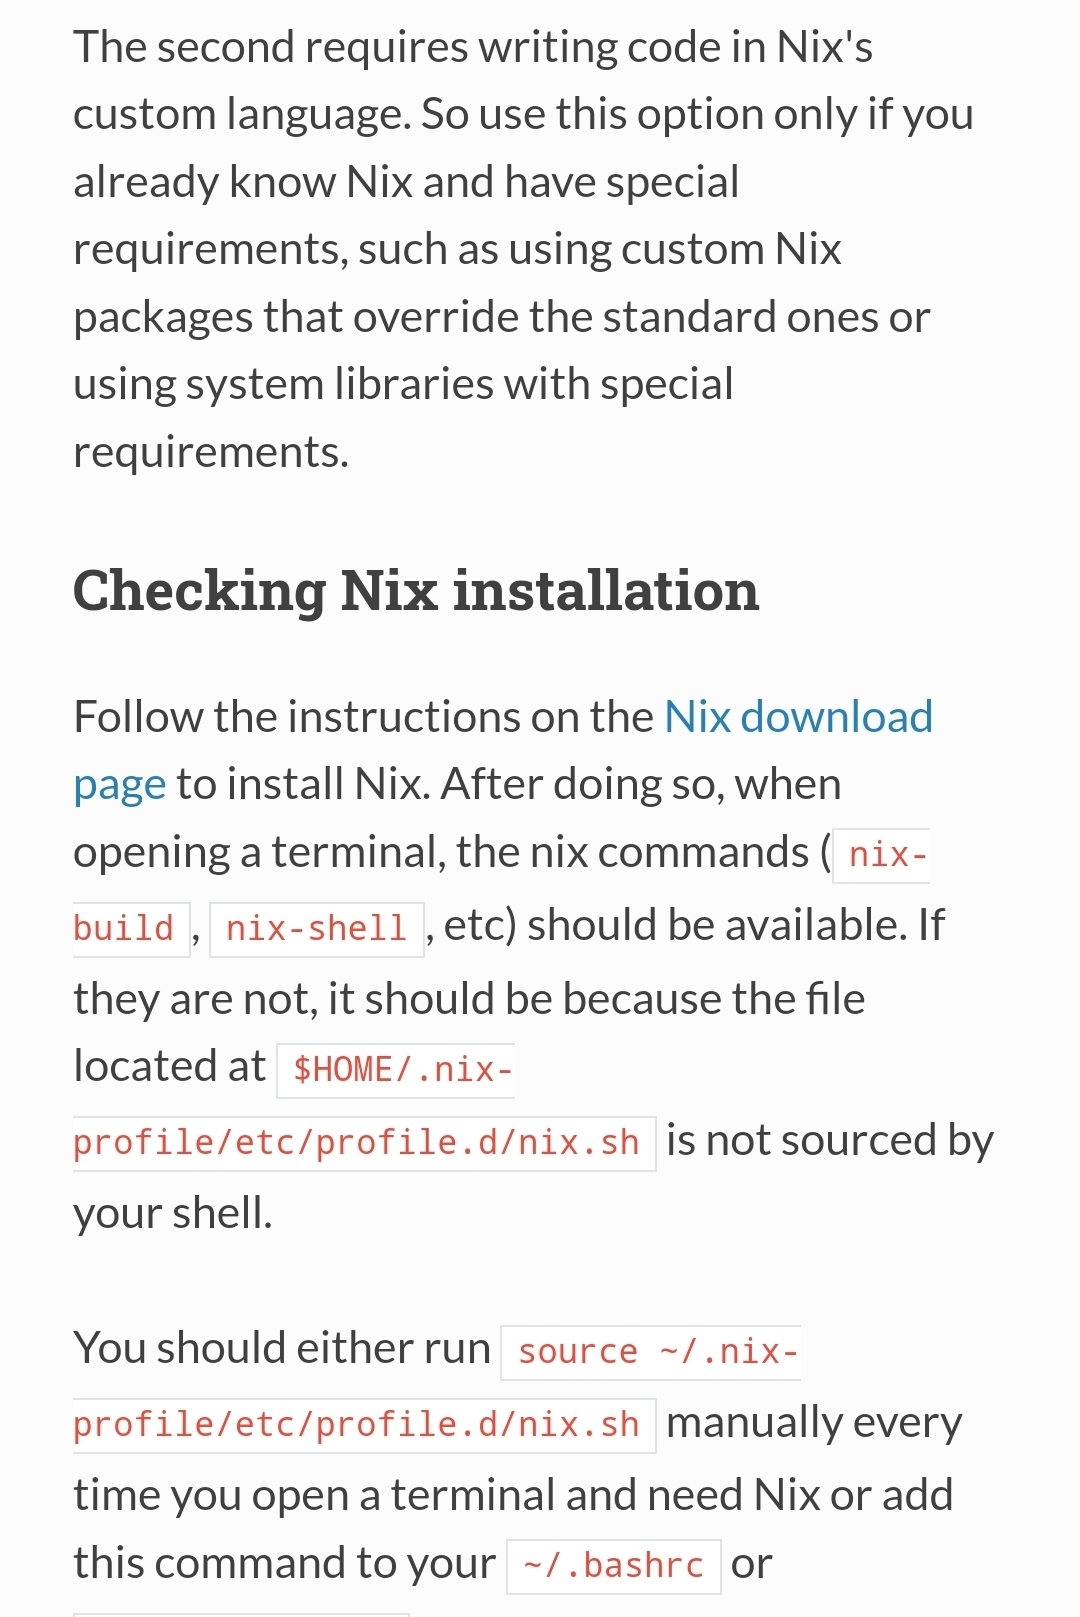 The second requires writing code in Nix's
custom language. So use this option only if you
already know Nix and have special
requirements, such as using custom Nix
packages that override the standard ones or
using system libraries with special
requirements.
Checking Nix installation
Follow the instructions on the Nix download
page to install Nix. After doing so, when
opening a terminal, the nix commands ( nix-
build , nix-shell , etc) should be available. If
they are not, it should be because the file
located at $HOME/.nix-
profile/etc/profile.d/nix.sh is not sourced by
your shell.
You should either run source ~/.nix-
profile/etc/profile.d/nix.sh manually every
time you open a terminal and need Nix or add
this command to your ~/.bashrc or